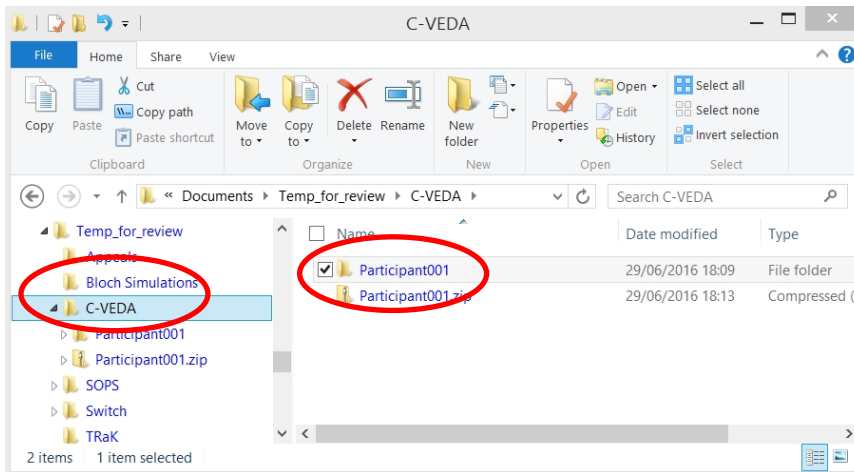 C-VEDA
File Home Share View
Copy
Paste
Cut
Copy path
Paste shortcut
Clipboard
Move to
Copy to
Delete
Rename
Organize
New folder
New
Properties
Open
Edit
History
Open
Select all
Select none
Invert selection
Select
« Documents Temp_for_review C-VEDA
Search C-VEDA
Temp_for_review
Appeals
Bloch Simulations
C-VEDA
Participant001
Participant001.zip
SOPS
Switch
TRaK
Name Date modified Type
Participant001 29/06/2016 18:09 File folder
Participant001.zip 29/06/2016 18:13 Compressed (
2 items 1 item selected